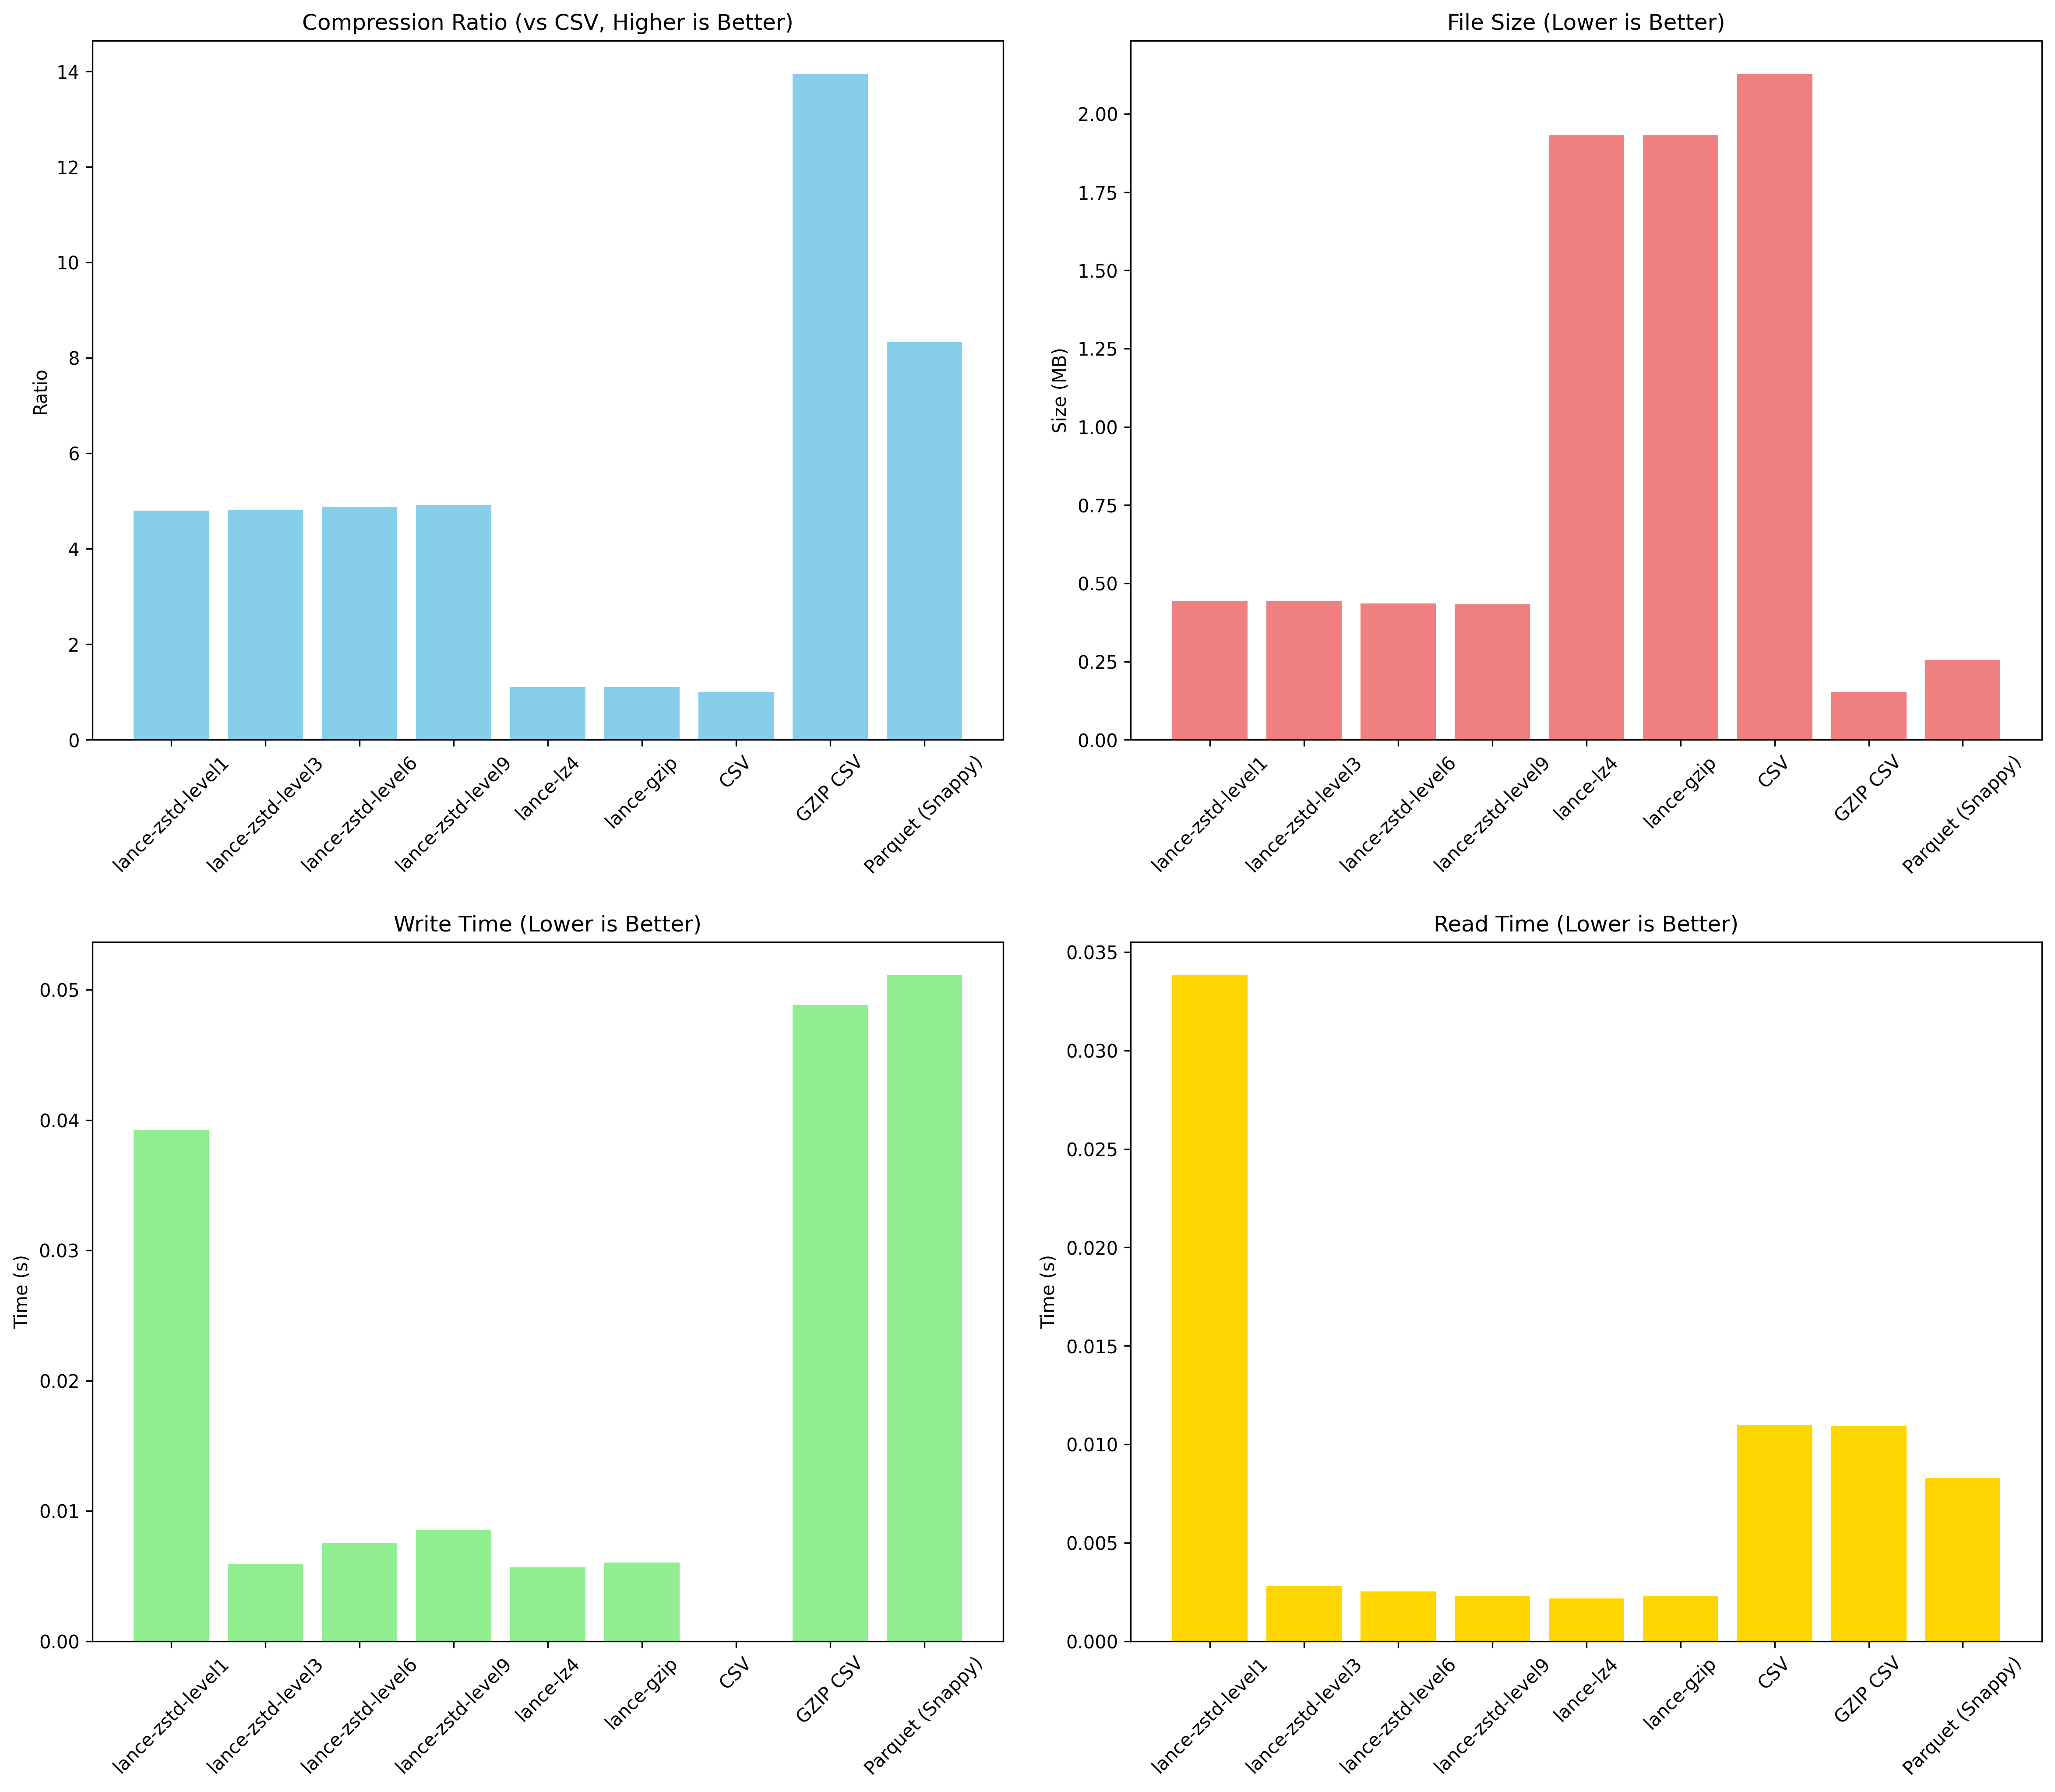 Compression Ratio (vs CSV, Higher is Better)
14
12
10
8
6
4
2
0
Ratio
lance-zstd-level1
lance-zstd-level3
lance-zstd-level6
lance-zstd-level9
lance-lz4
lance-gzip
CSV
GZIP CSV
Parquet (Snappy)
File Size (Lower is Better)
2.00
1.75
1.50
1.25
1.00
0.75
0.50
0.25
0.00
Size (MB)
lance-zstd-level1
lance-zstd-level3
lance-zstd-level6
lance-zstd-level9
lance-lz4
lance-gzip
CSV
GZIP CSV
Parquet (Snappy)
Write Time (Lower is Better)
0.05
0.04
0.03
0.02
0.01
0.00
Time (s)
lance-zstd-level1
lance-zstd-level3
lance-zstd-level6
lance-zstd-level9
lance-lz4
lance-gzip
CSV
GZIP CSV
Parquet (Snappy)
Read Time (Lower is Better)
0.035
0.030
0.025
0.020
0.015
0.010
0.005
0.000
Time (s)
lance-zstd-level1
lance-zstd-level3
lance-zstd-level6
lance-zstd-level9
lance-lz4
lance-gzip
CSV
GZIP CSV
Parquet (Snappy)